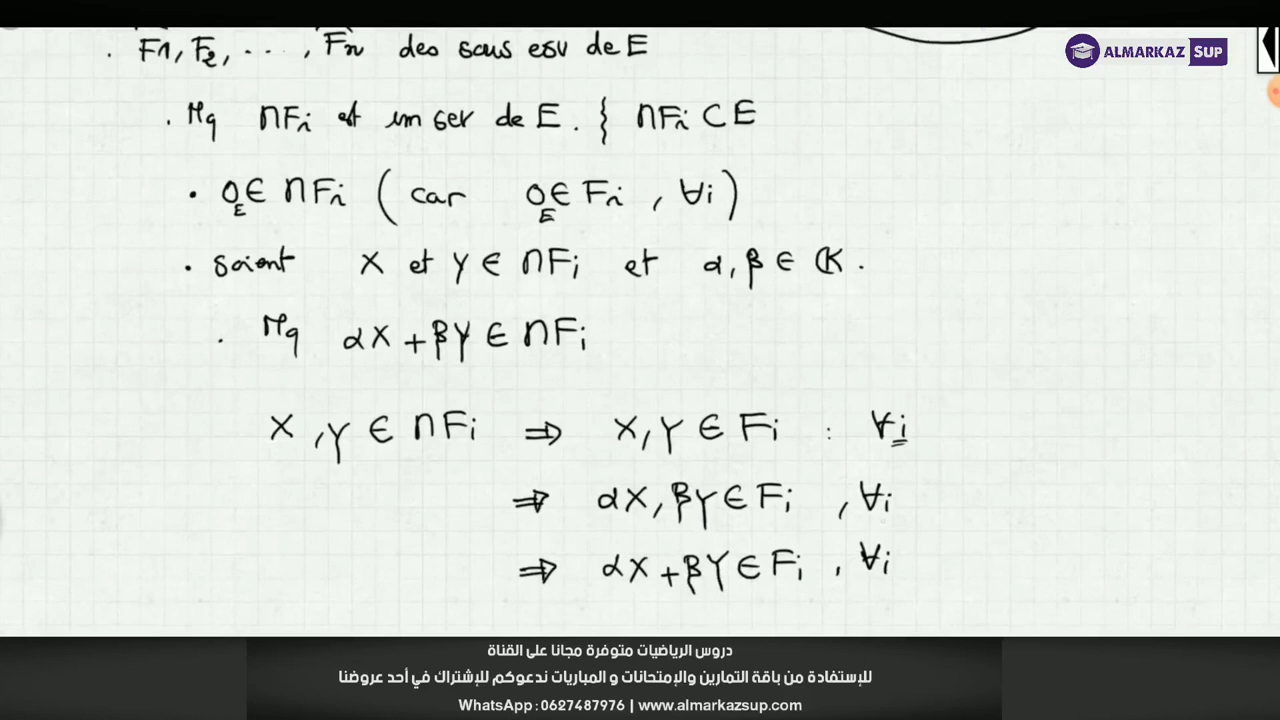 ALMARKAZ SUP
. F1, F2, ..., Fn des sous esv de E
. Mq ∩Fi et un sev de E. { ∩Fi ⊂ E
• 0E ∈ ∩Fi ( car 0E ∈ Fi , ∀i )
• Soient X et Y ∈ ∩Fi et α, β ∈ K.
. Mq αX + βY ∈ ∩Fi
X , Y ∈ ∩Fi ⇒ X, Y ∈ Fi : ∀i
⇒ αX, βY ∈ Fi , ∀i
⇒ αX + βY ∈ Fi , ∀i
دروس الرياضيات متوفرة مجانا على القناة
للإستفادة من باقة التمارين والإمتحانات و المباريات ندعوكم للإشتراك في أحد عروضنا
WhatsApp : 0627487976 | www.almarkazsup.com